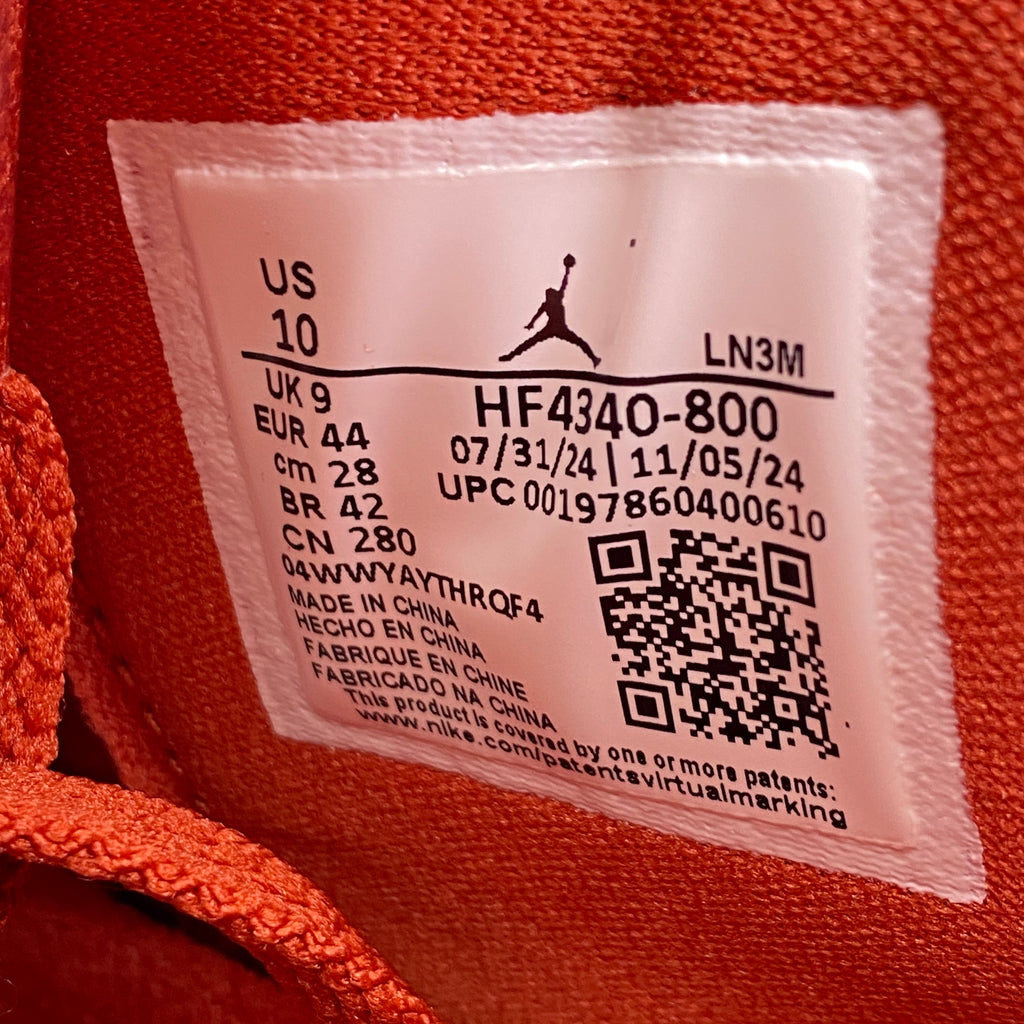 US
10
LN3M
UK 9
EUR 44
cm 28
BR 42
CN 280
HF4340-800
07/31/24 | 11/05/24
UPC 00197860400610
04WWYAYTHRQF4
MADE IN CHINA
HECHO EN CHINA
FABRIQUE EN CHINE
FABRICADO NA CHINA
This product is covered by one or more patents:
www.nike.com/patentsvirtualmarking